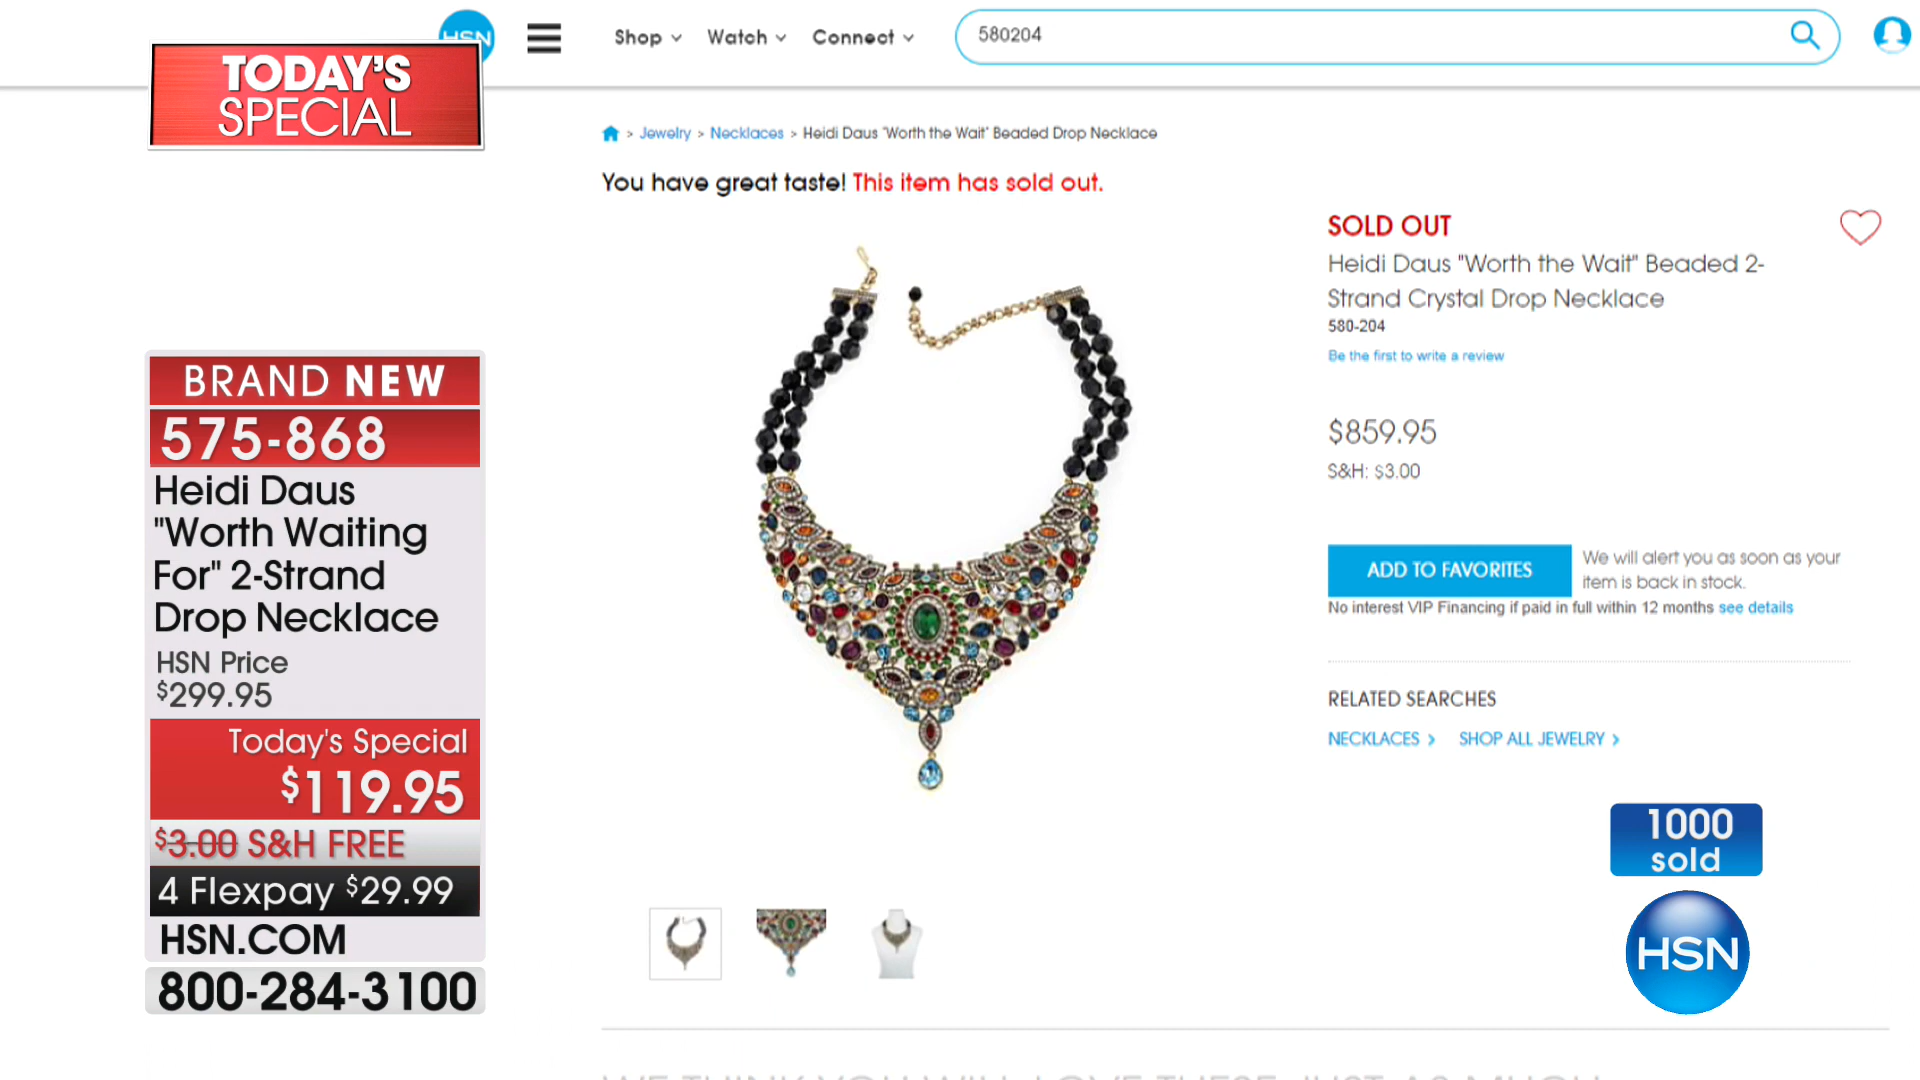 HSN
Shop Watch Connect
580204
TODAY'S
SPECIAL
> Jewelry > Necklaces > Heidi Daus "Worth the Wait" Beaded Drop Necklace
You have great taste! This item has sold out.
SOLD OUT
Heidi Daus "Worth the Wait" Beaded 2-
Strand Crystal Drop Necklace
580-204
Be the first to write a review
$859.95
S&H: $3.00
ADD TO FAVORITES
We will alert you as soon as your
item is back in stock.
No interest VIP Financing if paid in full within 12 months see details
RELATED SEARCHES
NECKLACES > SHOP ALL JEWELRY >
1000
sold
HSN
BRAND NEW
575-868
Heidi Daus
"Worth Waiting
For" 2-Strand
Drop Necklace
HSN Price
$299.95
Today's Special
$119.95
$3.00 S&H FREE
4 Flexpay $29.99
HSN.COM
800-284-3100